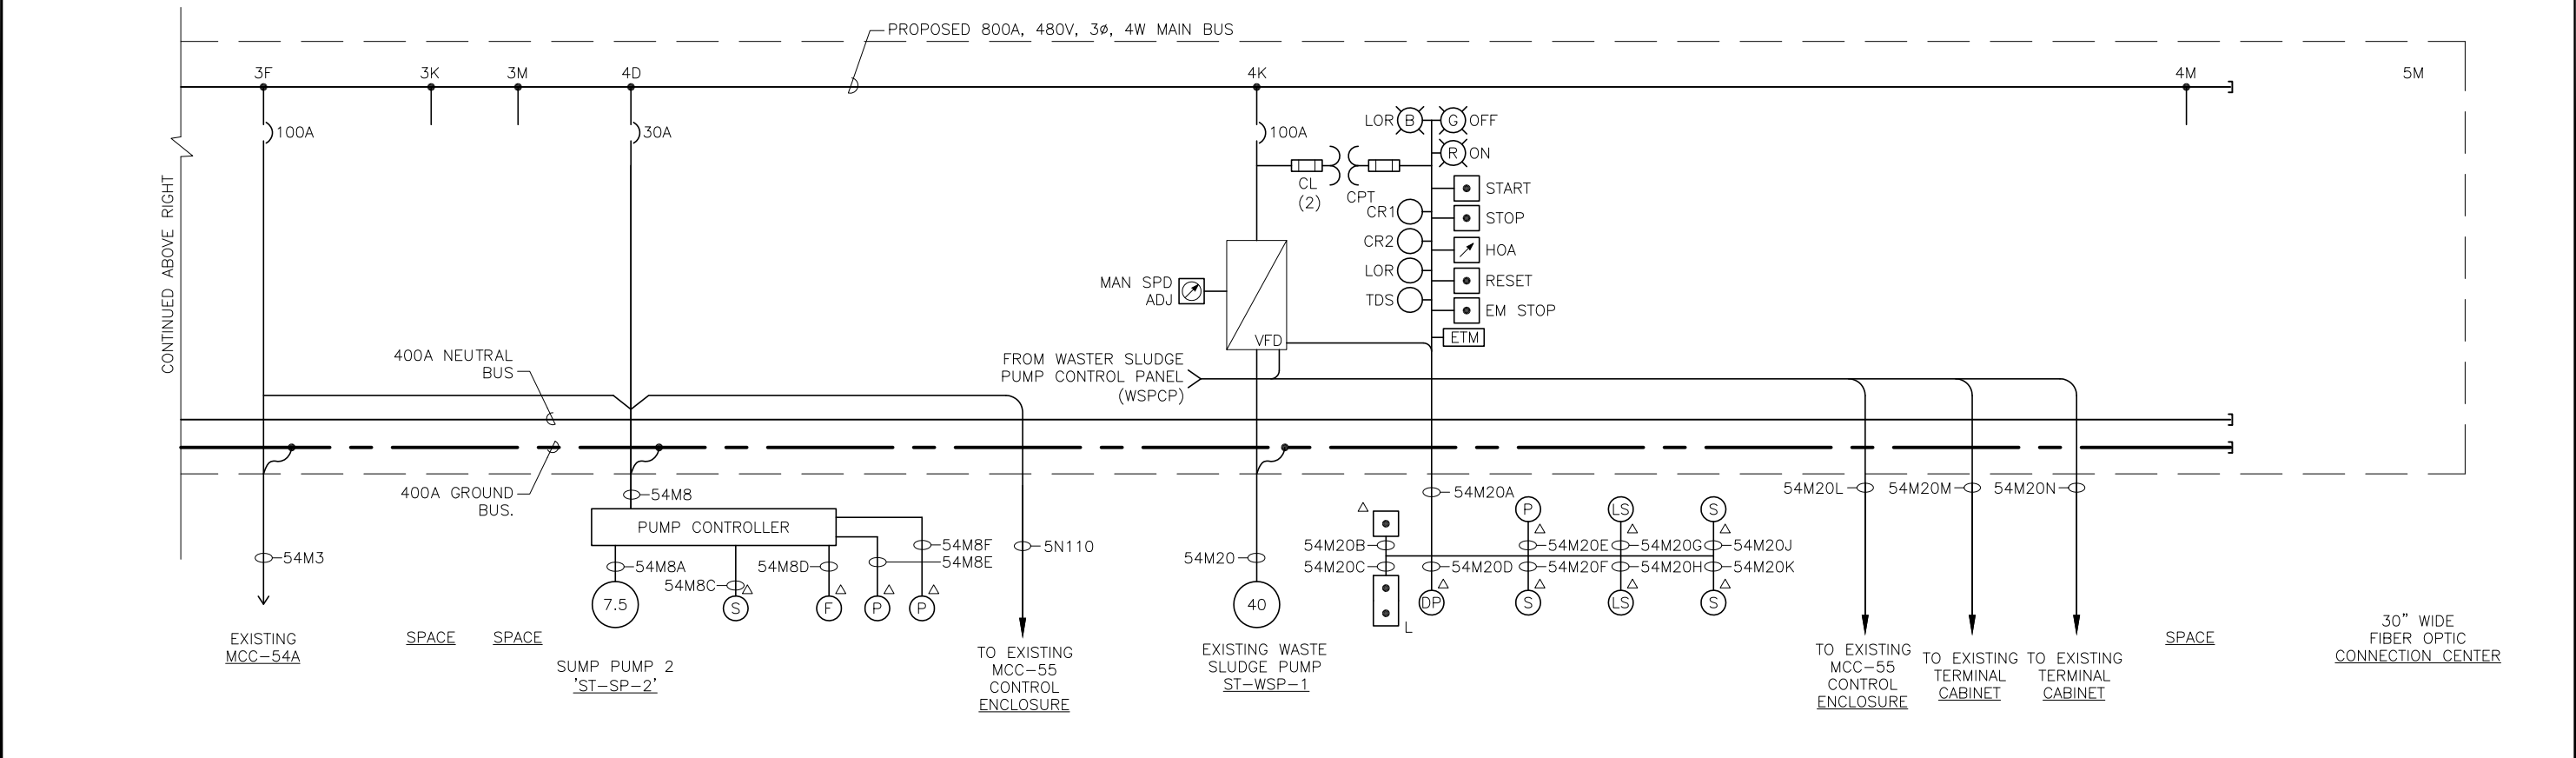 PROPOSED 800A, 480V, 3ø, 4W MAIN BUS
3F
3K
3M
4D
4K
4M
5M
100A
30A
100A
CONTINUED ABOVE RIGHT
LOR
B
G
OFF
R
ON
CL
(2)
CPT
START
CR1
STOP
CR2
HOA
LOR
RESET
TDS
EM STOP
ETM
MAN SPD
ADJ
VFD
400A NEUTRAL
BUS
FROM WASTER SLUDGE
PUMP CONTROL PANEL
(WSPCP)
400A GROUND
BUS.
54M8
PUMP CONTROLLER
54M3
54M8A
54M8C
54M8D
54M8F
54M8E
7.5
S
F
P
P
5N110
54M20
40
54M20A
54M20B
54M20C
L
54M20D
DP
P
54M20E
54M20F
S
LS
54M20G
54M20H
LS
S
54M20J
54M20K
S
54M20L
54M20M
54M20N
EXISTING
MCC-54A
SPACE
SPACE
SUMP PUMP 2
'ST-SP-2'
TO EXISTING
MCC-55
CONTROL
ENCLOSURE
EXISTING WASTE
SLUDGE PUMP
ST-WSP-1
TO EXISTING
MCC-55
CONTROL
ENCLOSURE
TO EXISTING
TERMINAL
CABINET
TO EXISTING
TERMINAL
CABINET
SPACE
30" WIDE
FIBER OPTIC
CONNECTION CENTER